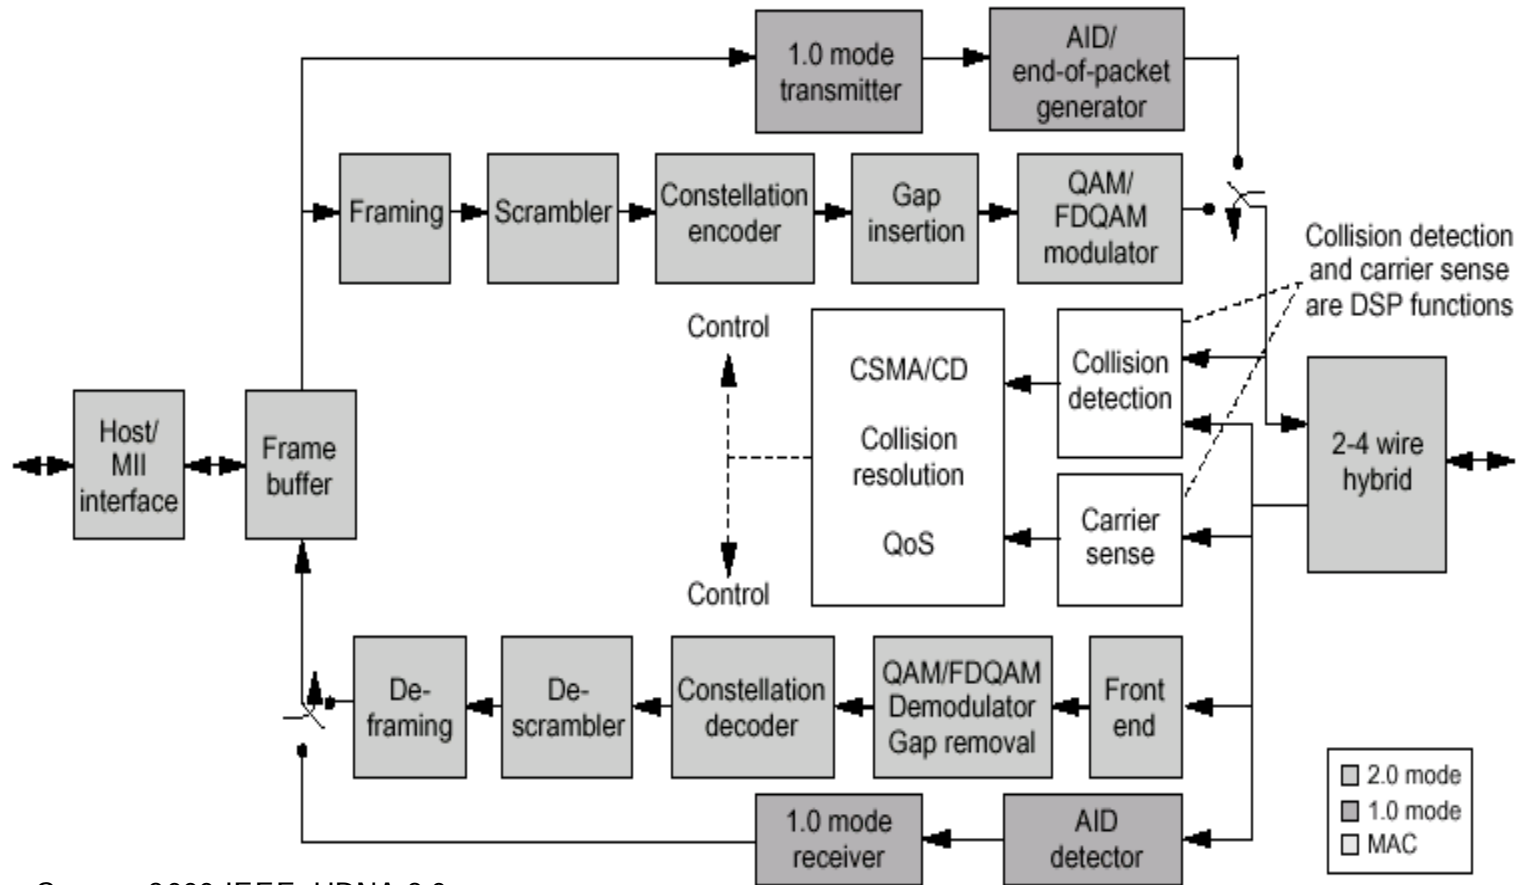 1.0 mode
transmitter
AID/
end-of-packet
generator
Framing
Scrambler
Constellation
encoder
Gap
insertion
QAM/
FDQAM
modulator
Collision detection
and carrier sense
are DSP functions
Control
CSMA/CD
Collision
resolution
QoS
Collision
detection
Carrier
sense
Control
Host/
MII
interface
Frame
buffer
2-4 wire
hybrid
De-
framing
De-
scrambler
Constellation
decoder
QAM/FDQAM
Demodulator
Gap removal
Front
end
1.0 mode
receiver
AID
detector
2.0 mode
1.0 mode
MAC